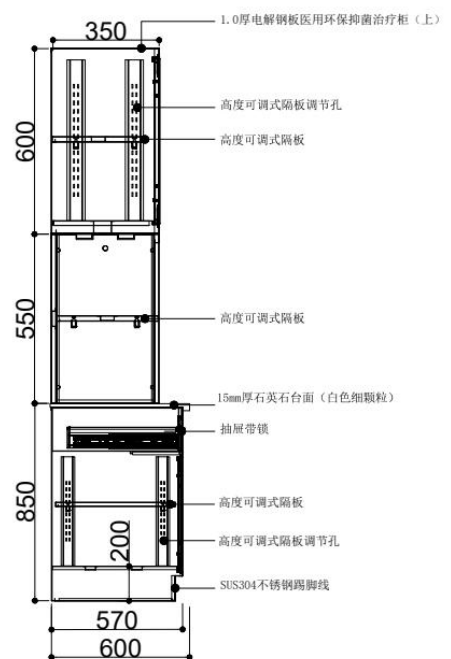 350
1.0厚电解钢板医用环保抑菌治疗柜（上）
600
高度可调式隔板调节孔
高度可调式隔板
550
高度可调式隔板
15mm厚石英石台面（白色细颗粒）
抽屉带锁
850
高度可调式隔板
200
高度可调式隔板调节孔
SUS304不锈钢踢脚线
570
600